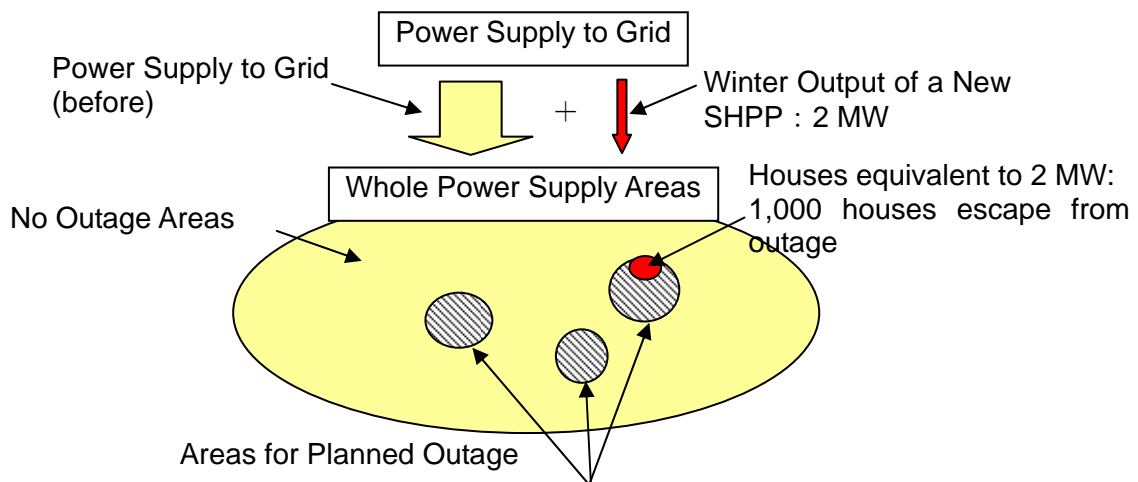 Power Supply to Grid
Power Supply to Grid
(before)
+
Winter Output of a New
SHPP : 2 MW
Whole Power Supply Areas
Houses equivalent to 2 MW:
1,000 houses escape from
outage
No Outage Areas
Areas for Planned Outage